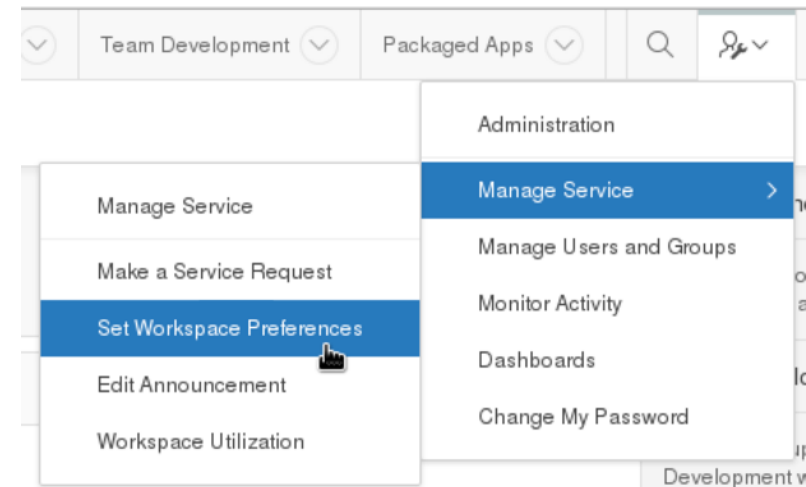 Team Development
Packaged Apps
Administration
Manage Service
Manage Users and Groups
Monitor Activity
Dashboards
Change My Password
Manage Service
Make a Service Request
Set Workspace Preferences
Edit Announcement
Workspace Utilization
Development